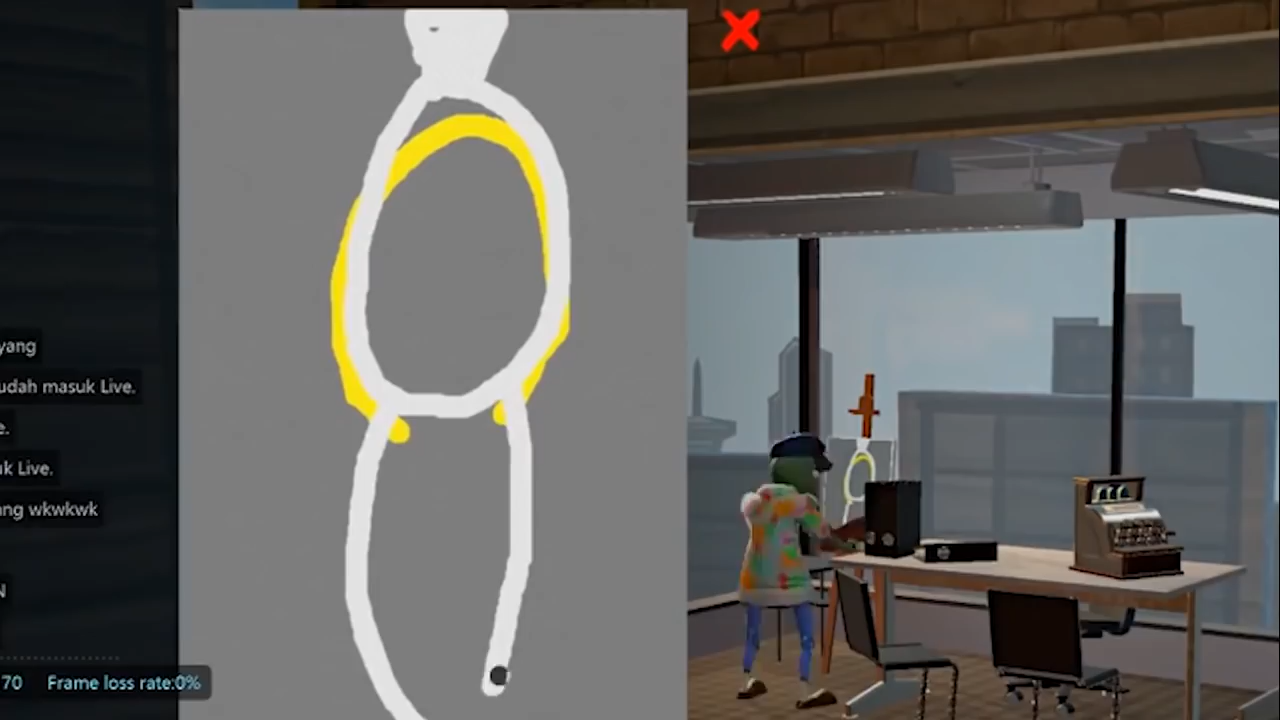 yang
udah masuk Live.
e.
uk Live.
ang wkwkwk
N
70 Frame loss rate:0%